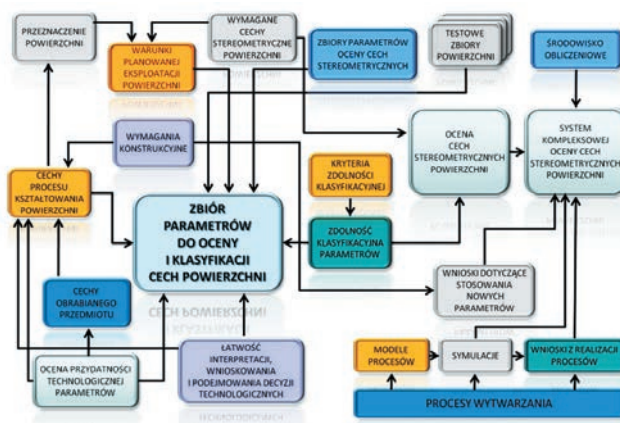 PRZEZNACZENIE
POWIERZCHNI
WARUNKI
PLANOWANEJ
EKSPLOATACJI
POWIERZCHNI
WYMAGANE
CECHY
STEREOMETRYCZNE
POWIERZCHNI
ZBIORY PARAMETRÓW
OCENY CECH
STEREOMETRYCZNYCH
TESTOWE
ZBIORY
POWIERZCHNI
ŚRODOWISKO
OBLICZENIOWE
WYMAGANIA
KONSTRUKCYJNE
OCENA
CECH
STEREOMETRYCZNYCH
POWIERZCHNI
SYSTEM
KOMPLEKSOWEJ
OCENY CECH
STEREOMETRYCZNYCH
POWIERZCHNI
CECHY
PROCESU
KSZTAŁTOWANIA
POWIERZCHNI
KRYTERIA
ZDOLNOŚCI
KLASYFIKACYJNEJ
ZBIÓR
PARAMETRÓW
DO OCENY
I KLASYFIKACJI
CECH POWIERZCHNI
ZDOLNOŚĆ
KLASYFIKACYJNA
PARAMETRÓW
WNIOSKI DOTYCZĄCE
STOSOWANIA
NOWYCH
PARAMETRÓW
CECHY
OBRABIANEGO
PRZEDMIOTU
OCENA PRZYDATNOŚCI
TECHNOLOGICZNEJ
PARAMETRÓW
ŁATWOŚĆ
INTERPRETACJI,
WNIOSKOWANIA
I PODEJMOWANIA DECYZJI
TECHNOLOGICZNYCH
MODELE
PROCESÓW
SYMULACJE
WNIOSKI Z REALIZACJI
PROCESÓW
PROCESY WYTWARZANIA